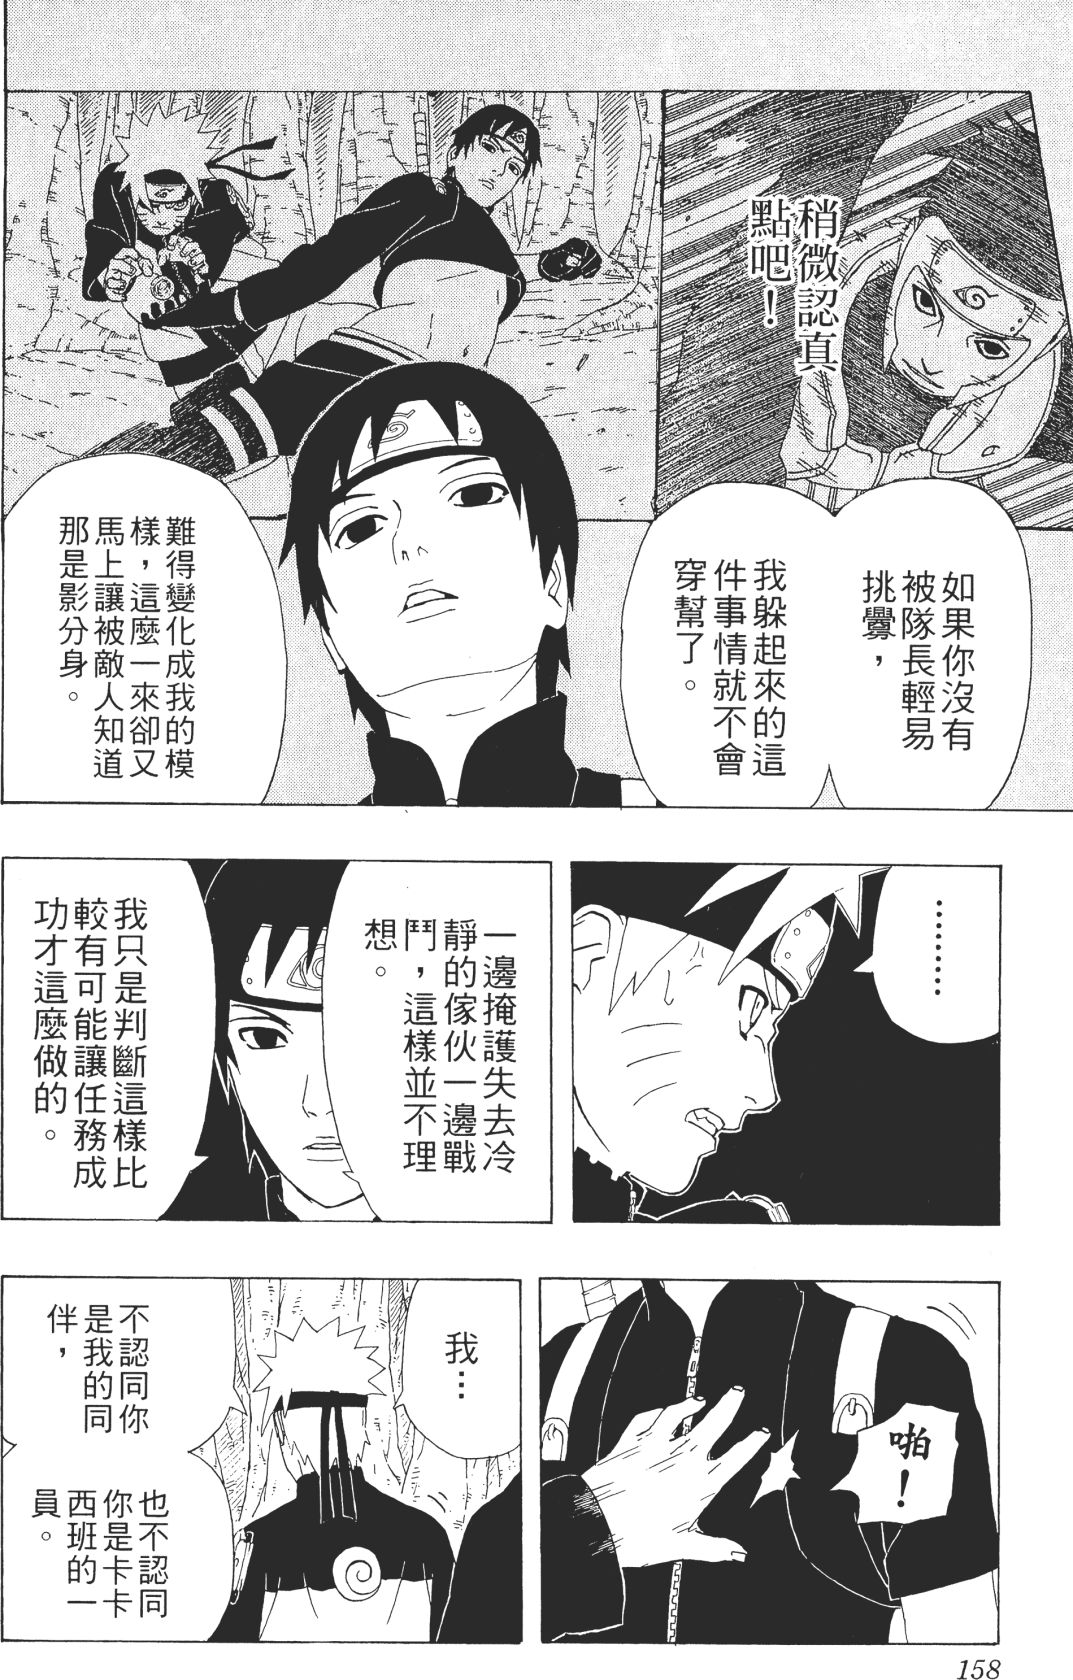 稍微認真
點吧！
如果你沒有
被隊長輕易
挑釁，
我躲起來的這
件事情就不會
穿幫了。
難得變化成我的模
樣，這麼一來卻又
馬上讓被敵人知道
那是影分身。
………
一邊掩護失去冷
靜的傢伙一邊戰
鬥，這樣並不理
想。
我只是判斷這樣比
較有可能讓任務成
功才這麼做的。
啪！
我…
不認同你
是我的同
伴，
也不認同
你是卡卡
西班的一
員。
158